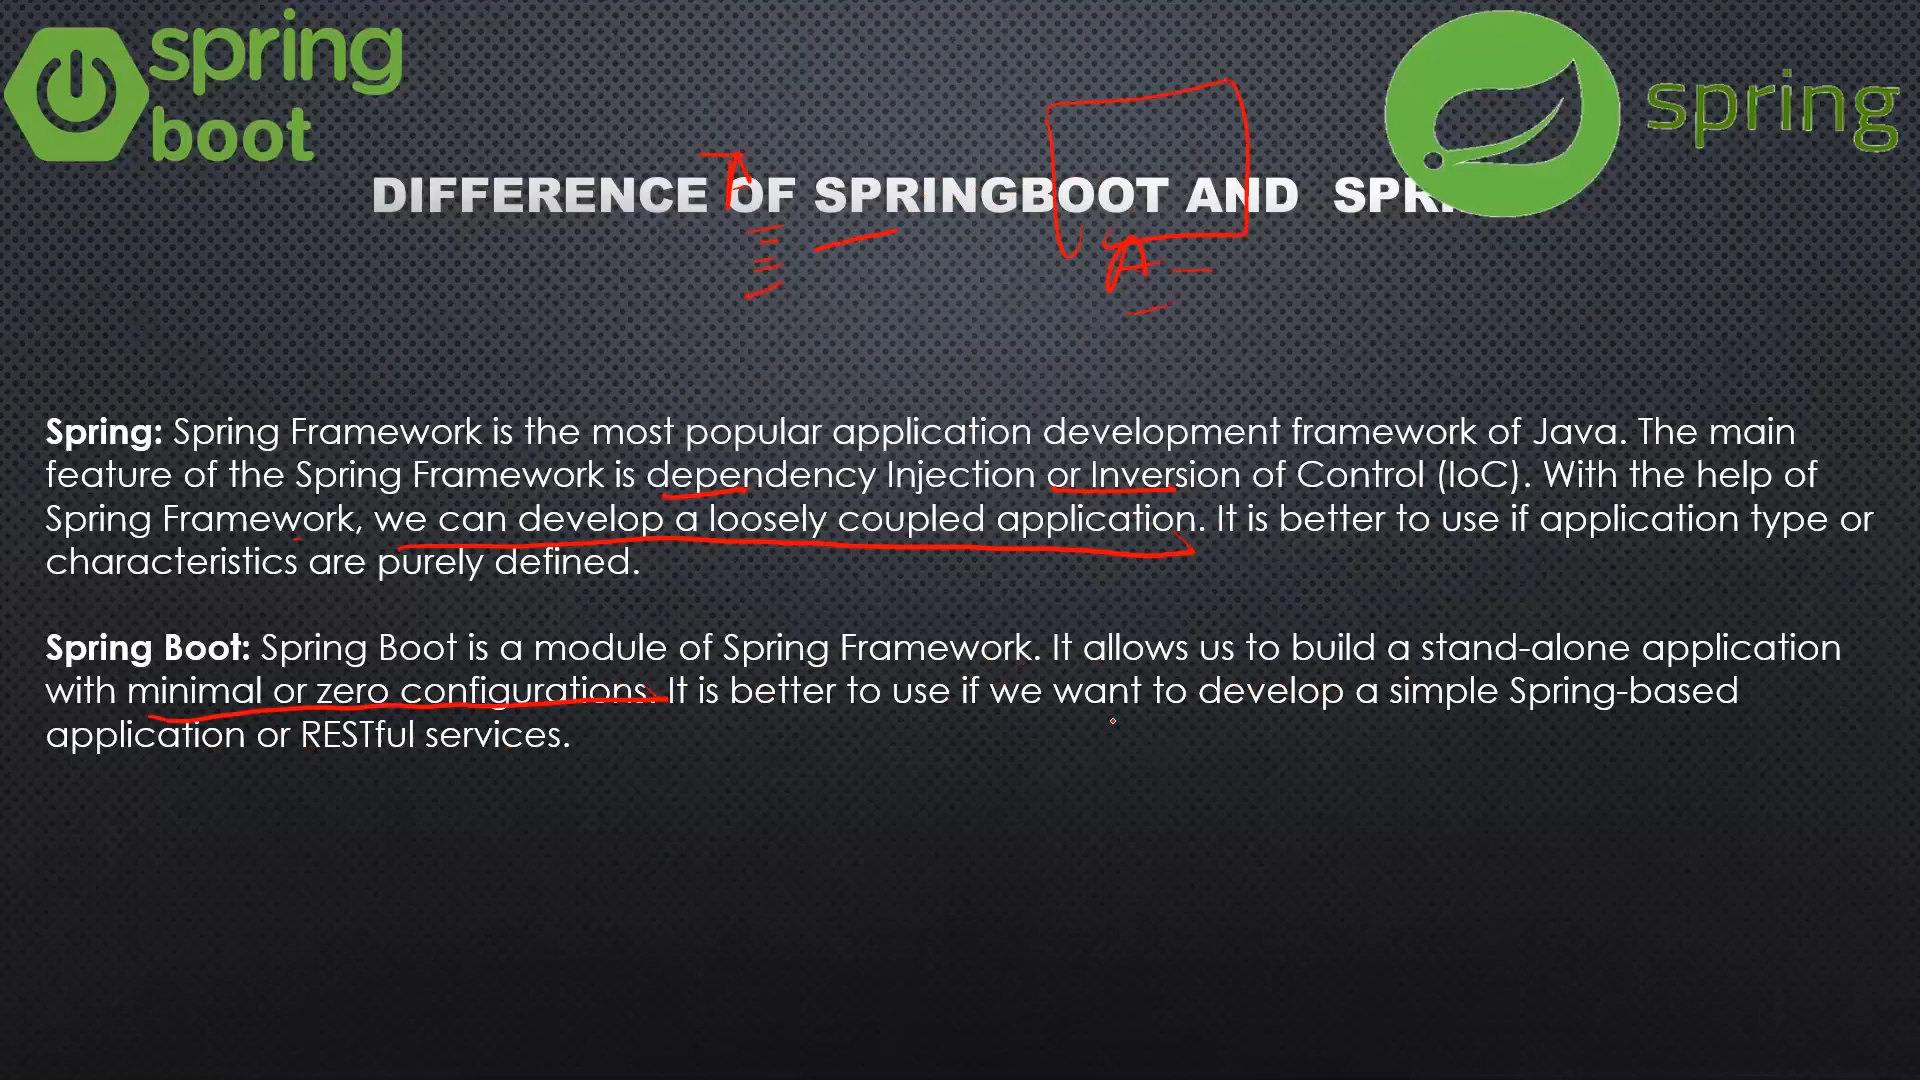 spring
boot
spring
DIFFERENCE OF SPRINGBOOT AND SPR
Spring: Spring Framework is the most popular application development framework of Java. The main
feature of the Spring Framework is dependency Injection or Inversion of Control (IoC). With the help of
Spring Framework, we can develop a loosely coupled application. It is better to use if application type or
characteristics are purely defined.
Spring Boot: Spring Boot is a module of Spring Framework. It allows us to build a stand-alone application
with minimal or zero configurations. It is better to use if we want to develop a simple Spring-based
application or RESTful services.